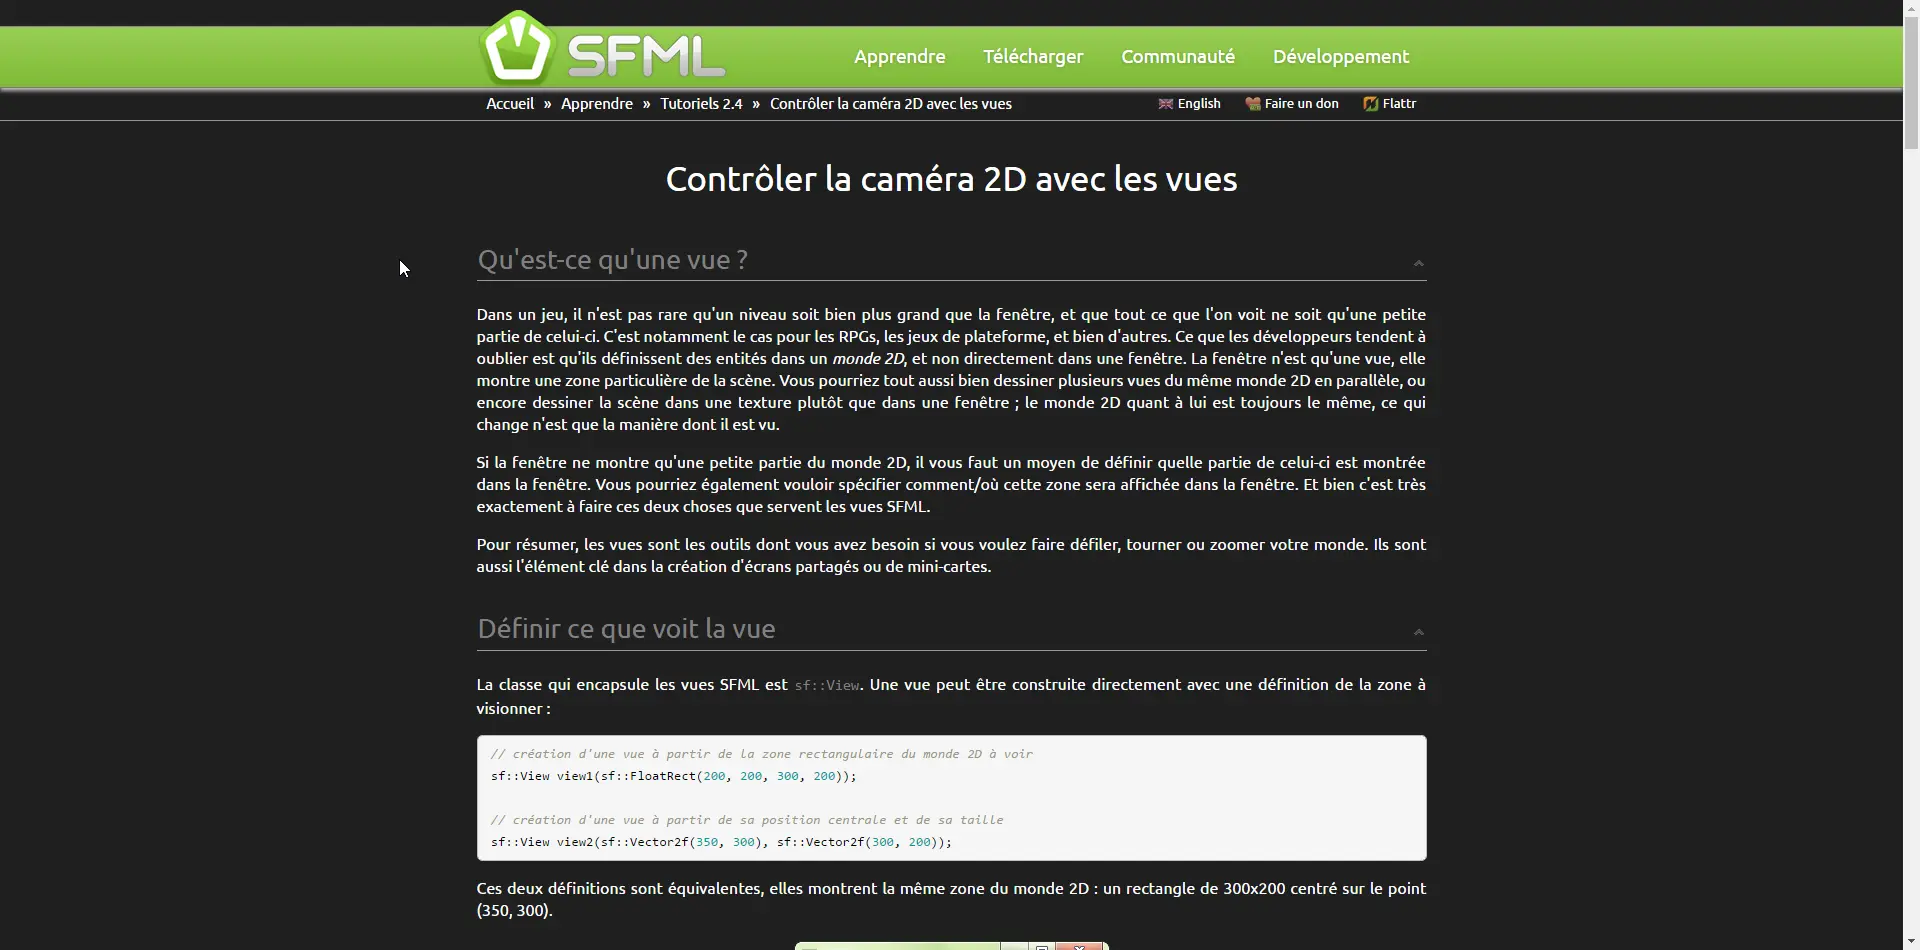 SFML
Apprendre Télécharger Communauté Développement
Accueil » Apprendre » Tutoriels 2.4 » Contrôler la caméra 2D avec les vues English Faire un don Flattr
Contrôler la caméra 2D avec les vues
Qu'est-ce qu'une vue ?
Dans un jeu, il n'est pas rare qu'un niveau soit bien plus grand que la fenêtre, et que tout ce que l'on voit ne soit qu'une petite
partie de celui-ci. C'est notamment le cas pour les RPGs, les jeux de plateforme, et bien d'autres. Ce que les développeurs tendent à
oublier est qu'ils définissent des entités dans un monde 2D, et non directement dans une fenêtre. La fenêtre n'est qu'une vue, elle
montre une zone particulière de la scène. Vous pourriez tout aussi bien dessiner plusieurs vues du même monde 2D en parallèle, ou
encore dessiner la scène dans une texture plutôt que dans une fenêtre ; le monde 2D quant à lui est toujours le même, ce qui
change n'est que la manière dont il est vu.
Si la fenêtre ne montre qu'une petite partie du monde 2D, il vous faut un moyen de définir quelle partie de celui-ci est montrée
dans la fenêtre. Vous pourriez également vouloir spécifier comment/où cette zone sera affichée dans la fenêtre. Et bien c'est très
exactement à faire ces deux choses que servent les vues SFML.
Pour résumer, les vues sont les outils dont vous avez besoin si vous voulez faire défiler, tourner ou zoomer votre monde. Ils sont
aussi l'élément clé dans la création d'écrans partagés ou de mini-cartes.
Définir ce que voit la vue
La classe qui encapsule les vues SFML est sf::View. Une vue peut être construite directement avec une définition de la zone à
visionner :
// création d'une vue à partir de la zone rectangulaire du monde 2D à voir
sf::View view1(sf::FloatRect(200, 200, 300, 200));
// création d'une vue à partir de sa position centrale et de sa taille
sf::View view2(sf::Vector2f(350, 300), sf::Vector2f(300, 200));
Ces deux définitions sont équivalentes, elles montrent la même zone du monde 2D : un rectangle de 300x200 centré sur le point
(350, 300).